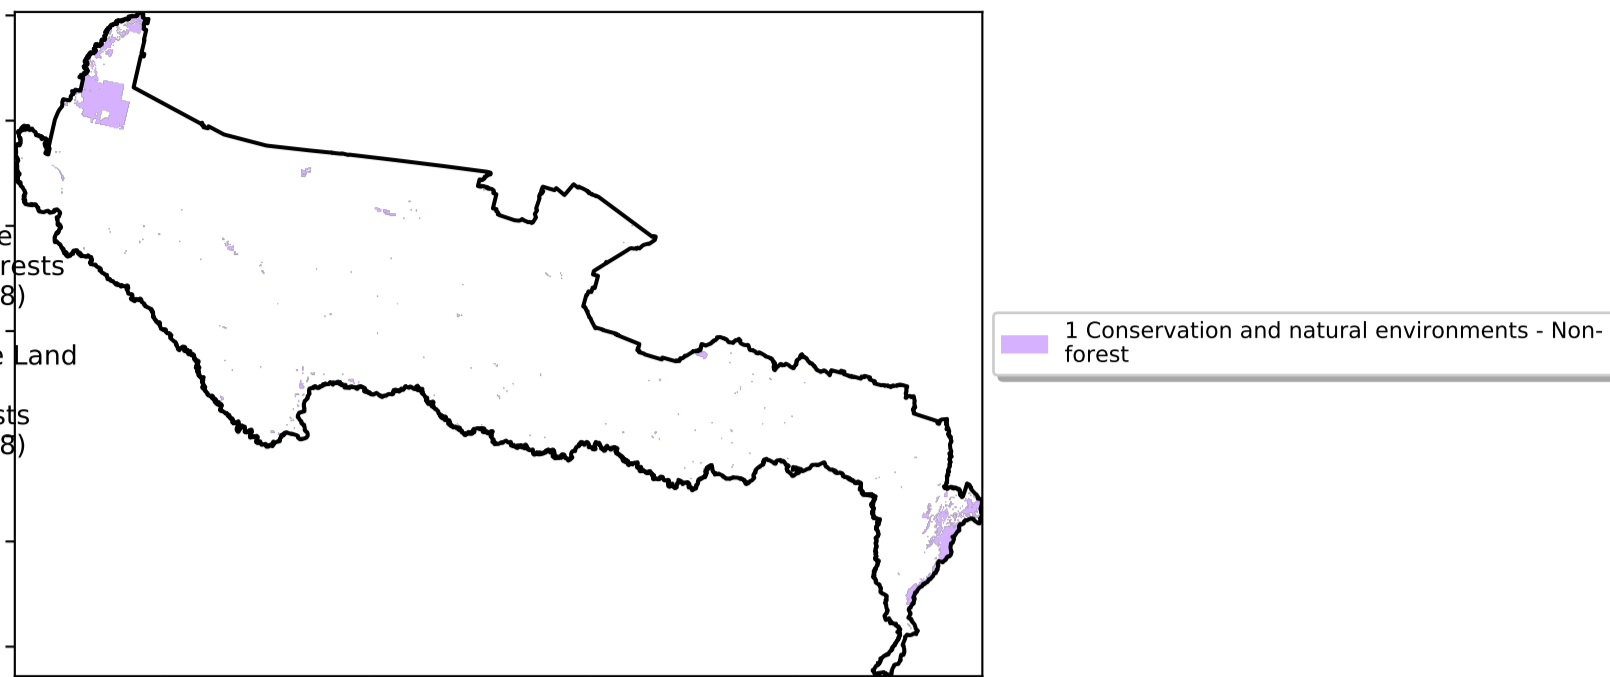 e
rests
8)
e Land
sts
8)
1 Conservation and natural environments - Non-
forest